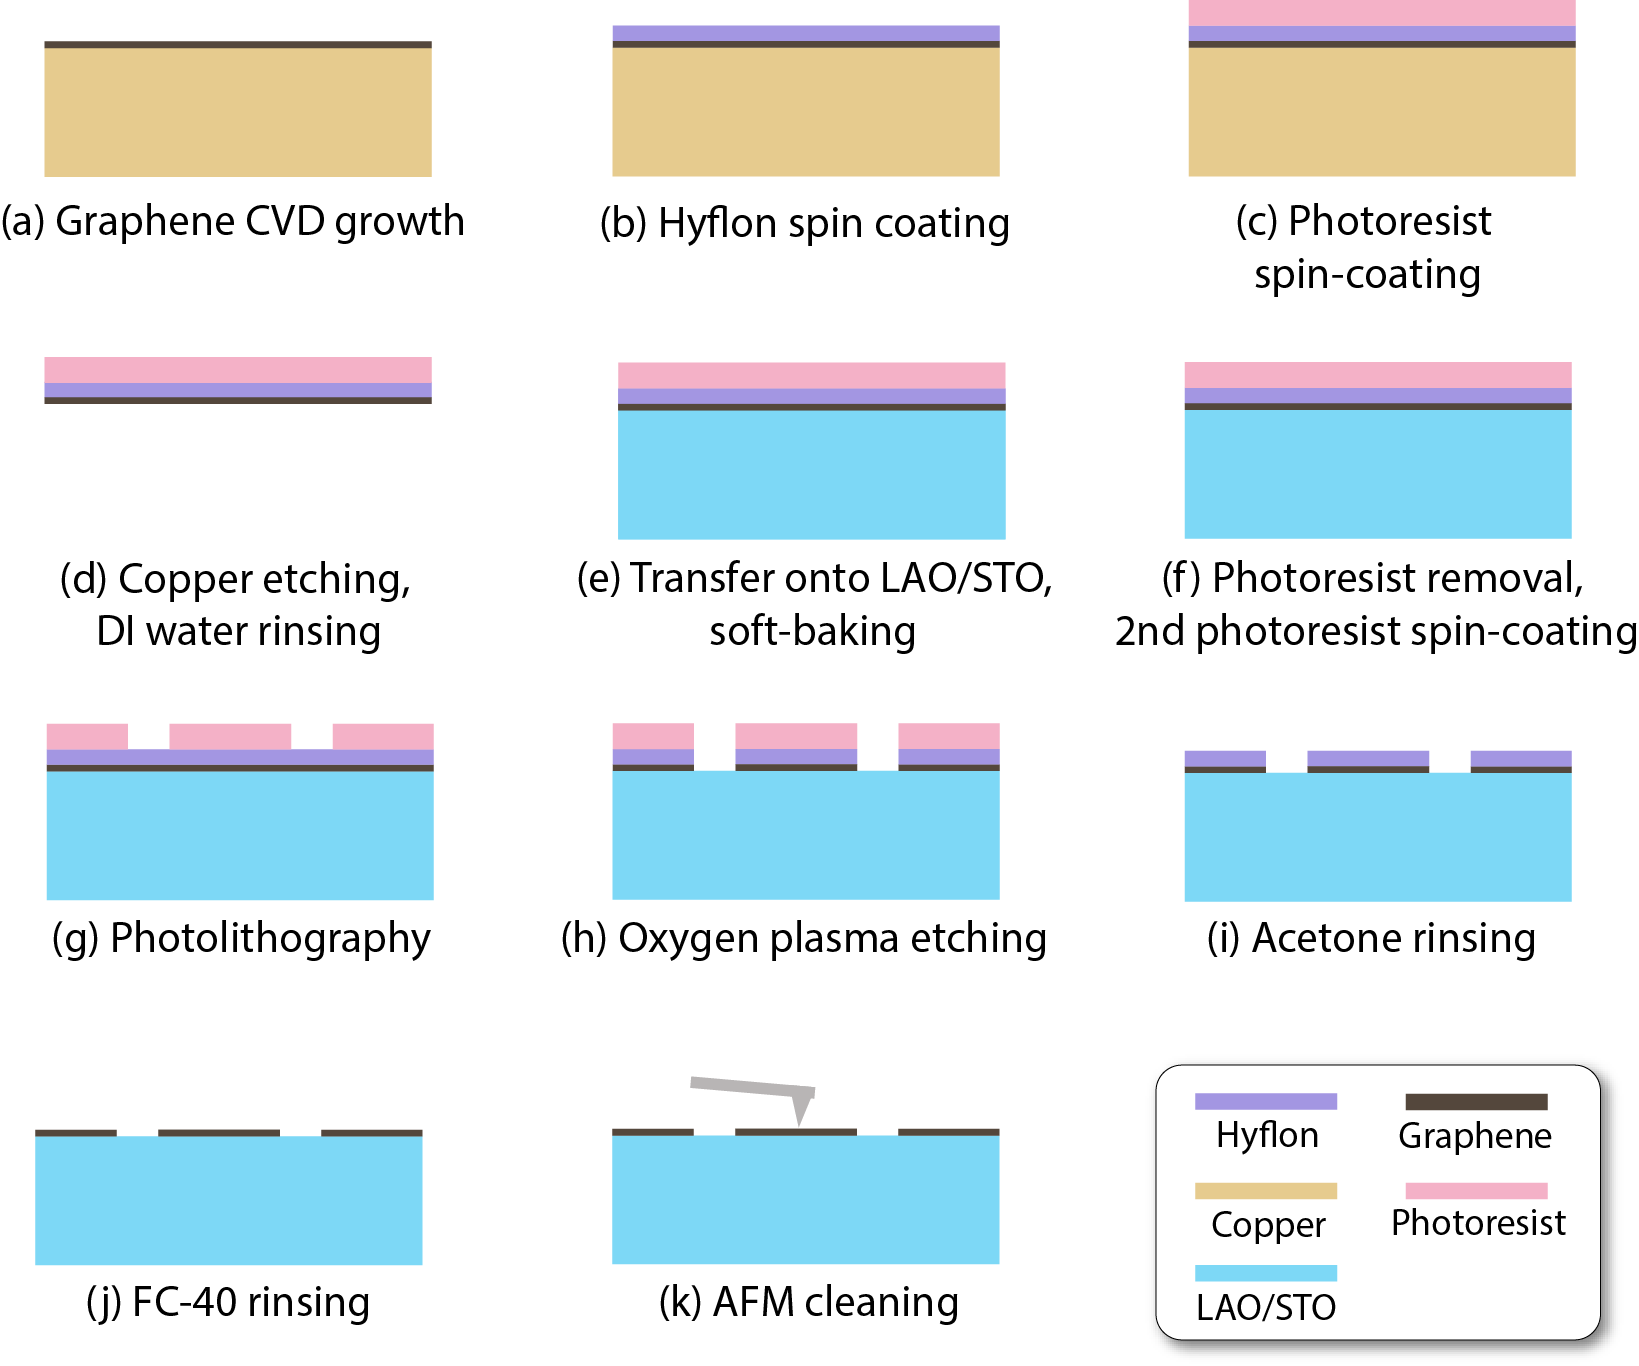 (a) Graphene CVD growth
(b) Hyflon spin coating
(c) Photoresist
spin-coating
(d) Copper etching,
DI water rinsing
(e) Transfer onto LAO/STO,
soft-baking
(f) Photoresist removal,
2nd photoresist spin-coating
(g) Photolithography
(h) Oxygen plasma etching
(i) Acetone rinsing
(j) FC-40 rinsing
(k) AFM cleaning
Hyflon
Graphene
Copper
Photoresist
LAO/STO